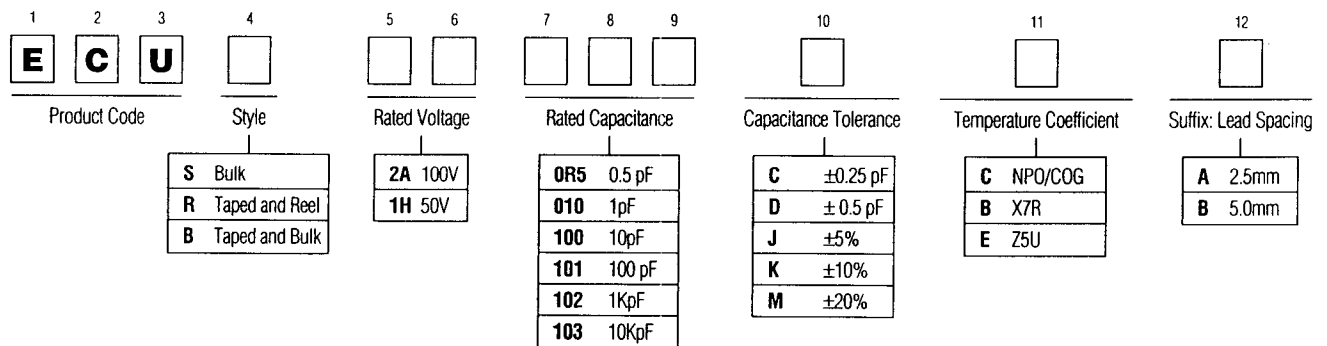 1 2 3 4 5 6 7 8 9 10 11 12
E C U
Product Code Style Rated Voltage Rated Capacitance Capacitance Tolerance Temperature Coefficient Suffix: Lead Spacing
S Bulk
R Taped and Reel
B Taped and Bulk
2A 100V
1H 50V
0R5 0.5 pF
010 1pF
100 10pF
101 100 pF
102 1KpF
103 10KpF
C ±0.25 pF
D ± 0.5 pF
J ±5%
K ±10%
M ±20%
C NPO/COG
B X7R
E Z5U
A 2.5mm
B 5.0mm